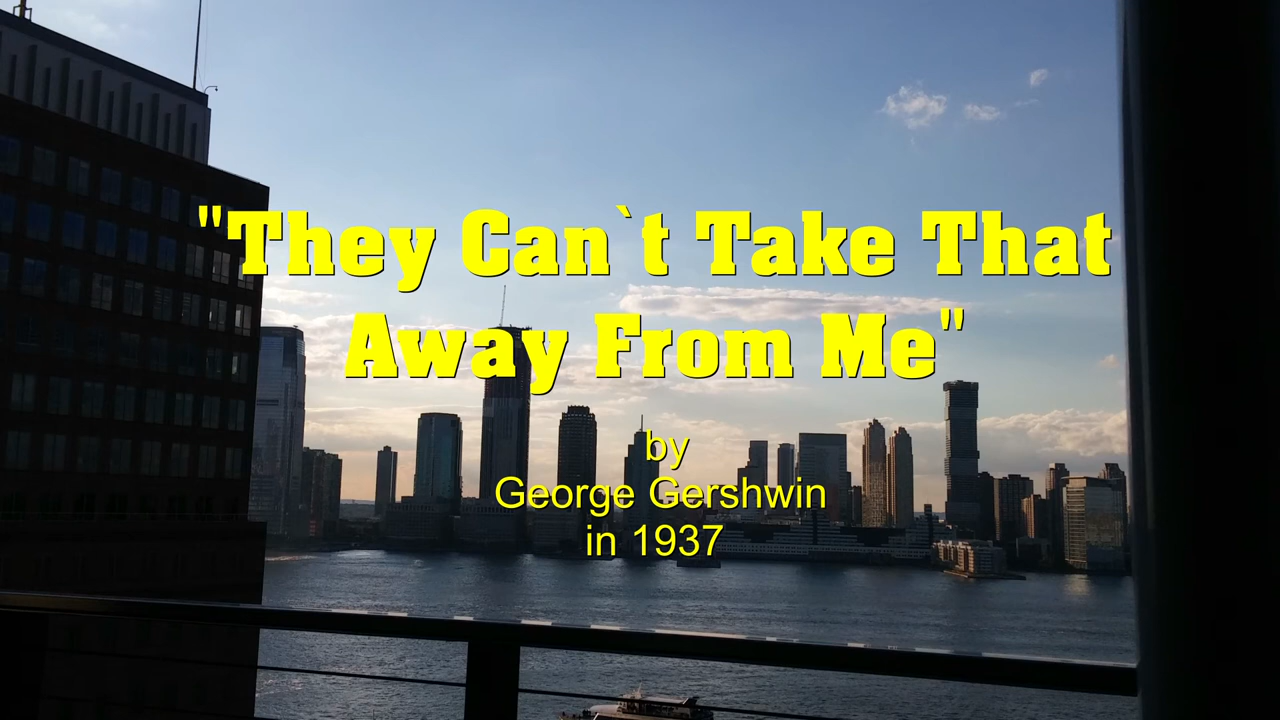 "They Can`t Take That
Away From Me"
by
George Gershwin
in 1937